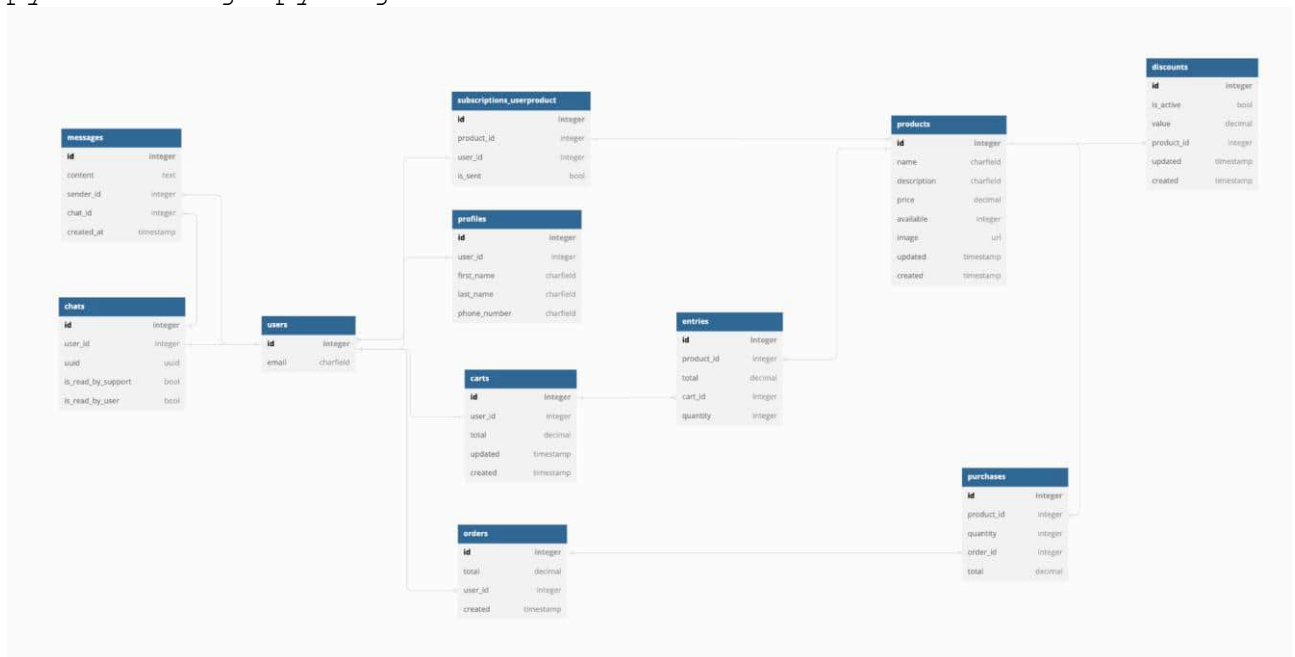 messages
id integer
content text
sender_id integer
chat_id integer
created_at timestamp
chats
id integer
user_id integer
uuid uuid
is_read_by_support bool
is_read_by_user bool
users
id integer
email charfield
subscriptions_userproduct
id integer
product_id integer
user_id integer
is_sent bool
profiles
id integer
user_id integer
first_name charfield
last_name charfield
phone_number charfield
carts
id integer
user_id integer
total decimal
updated timestamp
created timestamp
orders
id integer
total decimal
user_id integer
created timestamp
entries
id integer
product_id integer
total decimal
cart_id integer
quantity integer
products
id integer
name charfield
description charfield
price decimal
available integer
image url
updated timestamp
created timestamp
purchases
id integer
product_id integer
quantity integer
order_id integer
total decimal
discounts
id integer
is_active bool
value decimal
product_id integer
updated timestamp
created timestamp